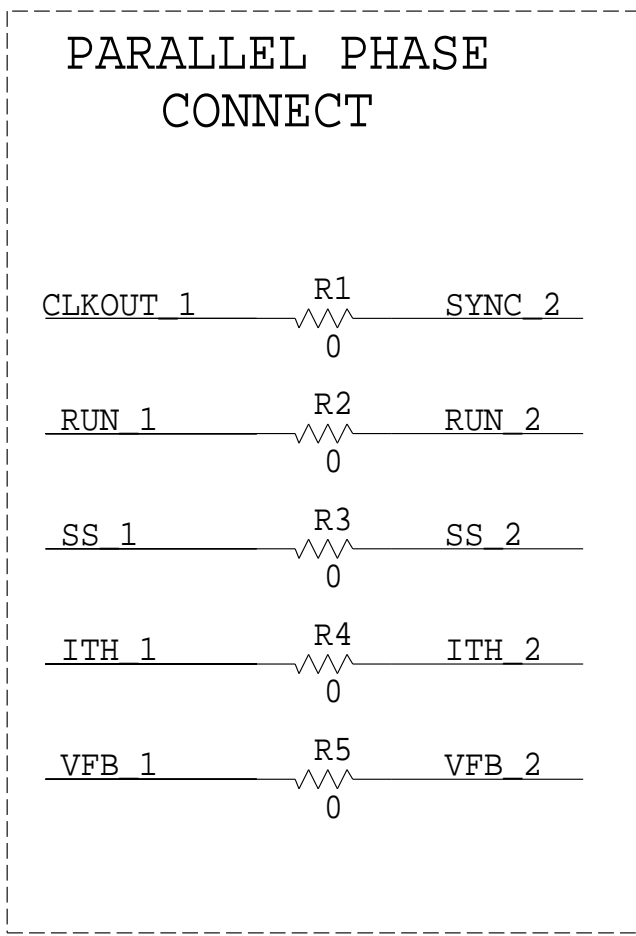 PARALLEL PHASE
CONNECT
CLKOUT_1 R1 SYNC_2
0
RUN_1 R2 RUN_2
0
SS_1 R3 SS_2
0
ITH_1 R4 ITH_2
0
VFB_1 R5 VFB_2
0